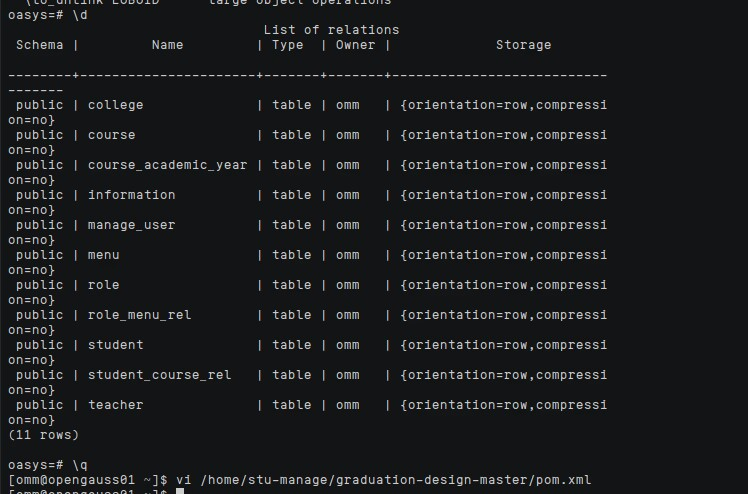 \lo_unlink LOBOID large object operations
oasys=# \d
List of relations
Schema | Name | Type | Owner | Storage
--------+----------------------+-------+-------+---------------------------
-------
public | college | table | omm | {orientation=row,compressi
on=no}
public | course | table | omm | {orientation=row,compressi
on=no}
public | course_academic_year | table | omm | {orientation=row,compressi
on=no}
public | information | table | omm | {orientation=row,compressi
on=no}
public | manage_user | table | omm | {orientation=row,compressi
on=no}
public | menu | table | omm | {orientation=row,compressi
on=no}
public | role | table | omm | {orientation=row,compressi
on=no}
public | role_menu_rel | table | omm | {orientation=row,compressi
on=no}
public | student | table | omm | {orientation=row,compressi
on=no}
public | student_course_rel | table | omm | {orientation=row,compressi
on=no}
public | teacher | table | omm | {orientation=row,compressi
on=no}
(11 rows)
oasys=# \q
[omm@opengauss01 ~]$ vi /home/stu-manage/graduation-design-master/pom.xml
[omm@opengauss01 ~]$